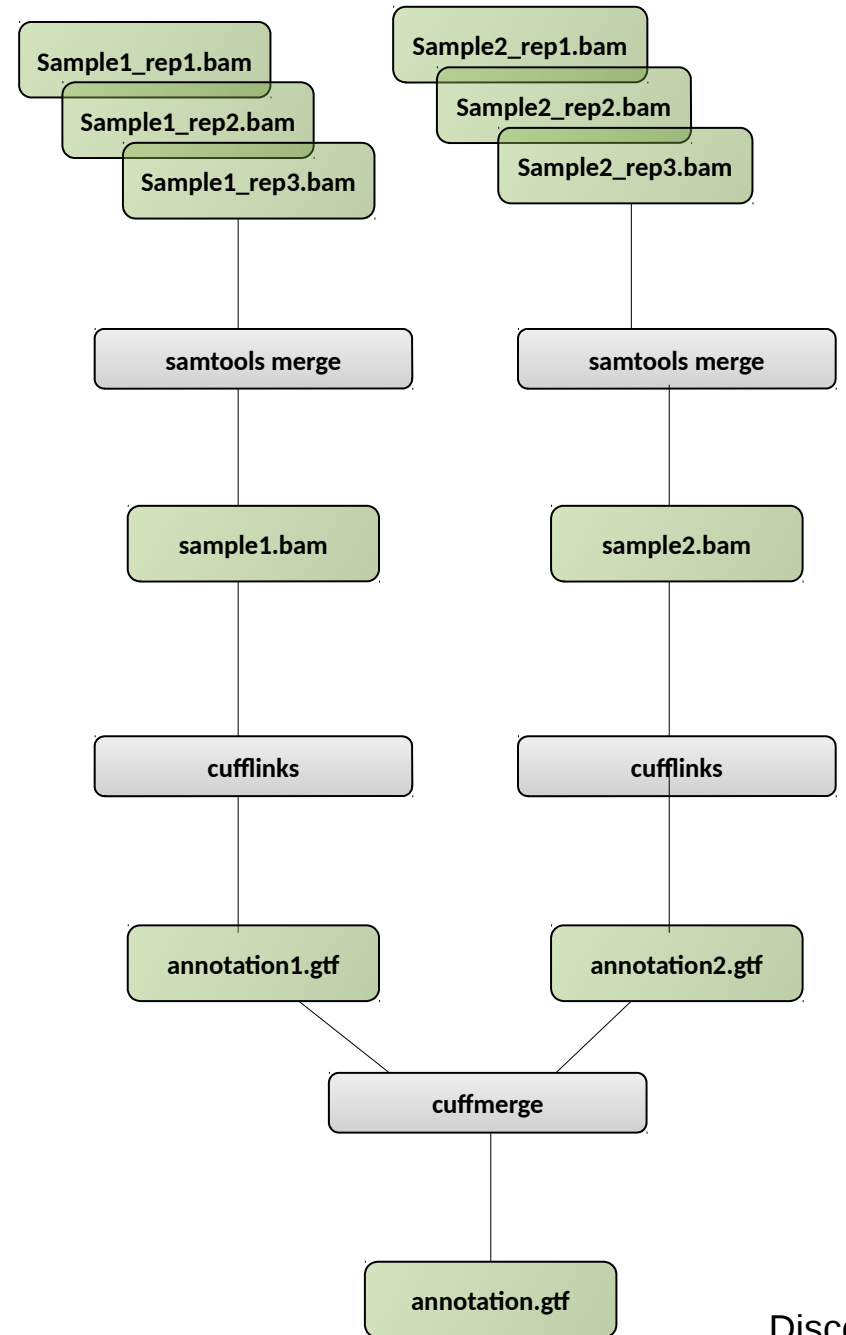 Sample1_rep1.bam
Sample1_rep2.bam
Sample1_rep3.bam
Sample2_rep1.bam
Sample2_rep2.bam
Sample2_rep3.bam
samtools merge
samtools merge
sample1.bam
sample2.bam
cufflinks
cufflinks
annotation1.gtf
annotation2.gtf
cuffmerge
annotation.gtf